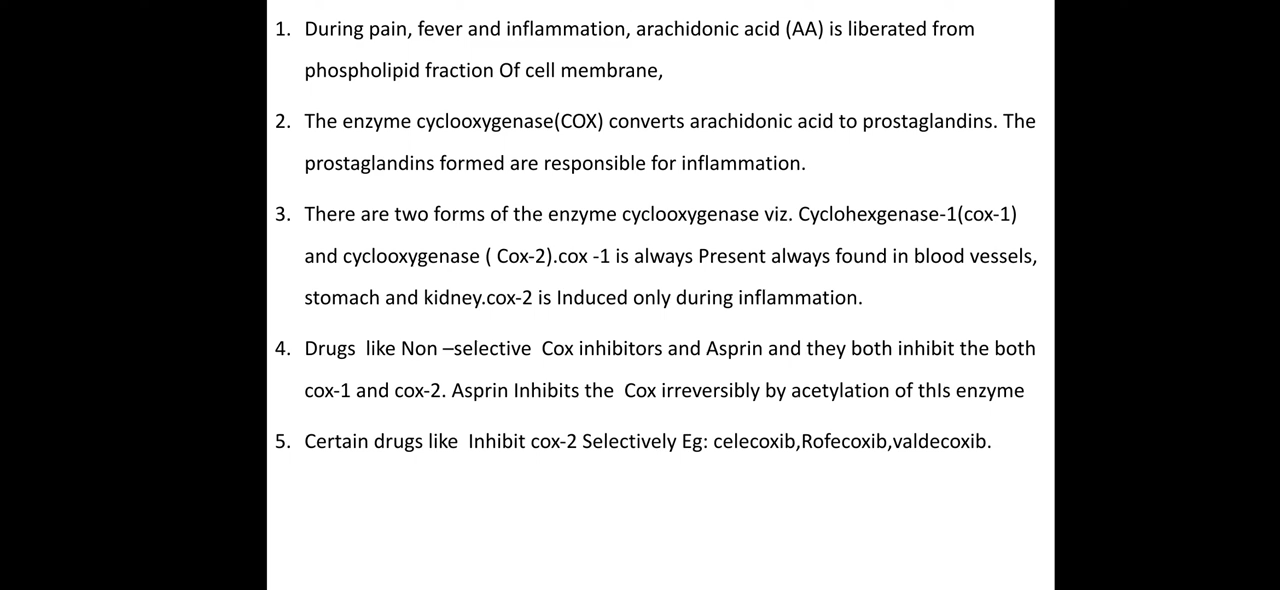 1. During pain, fever and inflammation, arachidonic acid (AA) is liberated from
phospholipid fraction Of cell membrane,
2. The enzyme cyclooxygenase(COX) converts arachidonic acid to prostaglandins. The
prostaglandins formed are responsible for inflammation.
3. There are two forms of the enzyme cyclooxygenase viz. Cyclohexgenase-1(cox-1)
and cyclooxygenase ( Cox-2).cox -1 is always Present always found in blood vessels,
stomach and kidney.cox-2 is Induced only during inflammation.
4. Drugs like Non –selective Cox inhibitors and Asprin and they both inhibit the both
cox-1 and cox-2. Asprin Inhibits the Cox irreversibly by acetylation of thIs enzyme
5. Certain drugs like Inhibit cox-2 Selectively Eg: celecoxib,Rofecoxib,valdecoxib.